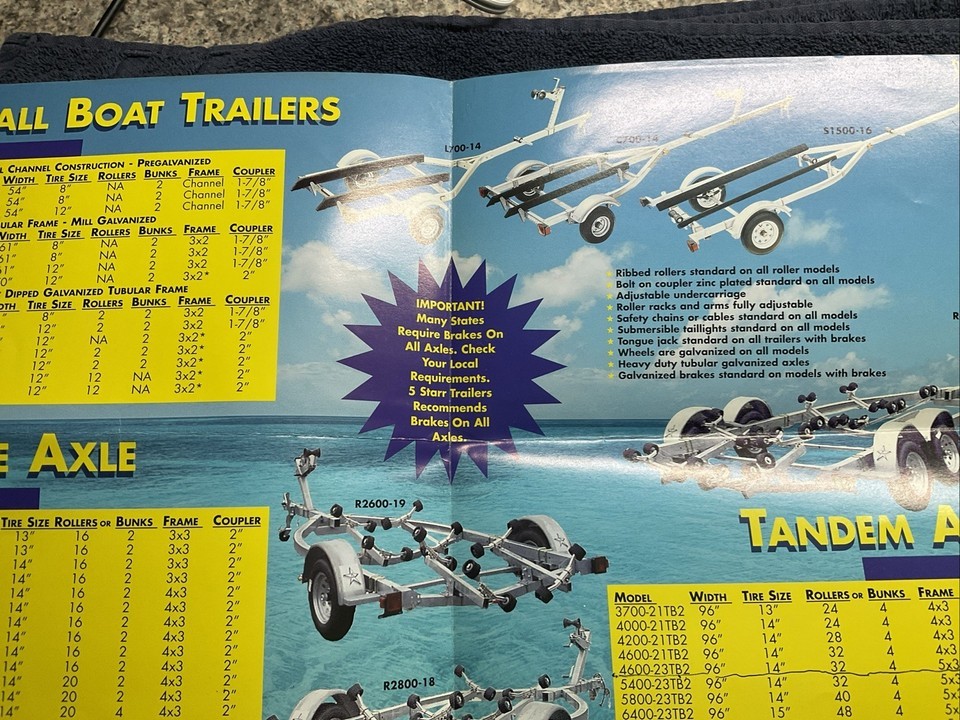 ALL BOAT TRAILERS
L CHANNEL CONSTRUCTION - PREGALVANIZED
WIDTH TIRE SIZE ROLLERS BUNKS FRAME COUPLER
54" 8" NA 2 Channel 1-7/8"
54" 8" NA 2 Channel 1-7/8"
54" 12" NA 2 Channel 1-7/8"
ULAR FRAME - MILL GALVANIZED
WIDTH TIRE SIZE ROLLERS BUNKS FRAME COUPLER
61" 8" NA 2 3x2 1-7/8"
61" 8" NA 2 3x2 1-7/8"
12" NA 2 3x2 1-7/8"
12" NA 2 3x2* 2"
DIPPED GALVANIZED TUBULAR FRAME
TIRE SIZE ROLLERS BUNKS FRAME COUPLER
8" 2 2 3x2 1-7/8"
12" 2 2 3x2 1-7/8"
12" NA 2 3x2* 2"
12" 2 2 3x2* 2"
12" 2 2 3x2* 2"
12" 12 NA 3x2* 2"
12" 12 NA 3x2* 2"
L700-14
C700-14
S1500-16
IMPORTANT!
Many States
Require Brakes On
All Axles. Check
Your Local
Requirements.
5 Starr Trailers
Recommends
Brakes On All
Axles.
★ Ribbed rollers standard on all roller models
★ Bolt on coupler zinc plated standard on all models
★ Adjustable undercarriage
★ Roller racks and arms fully adjustable
★ Safety chains or cables standard on all models
★ Submersible taillights standard on all models
★ Tongue jack standard on all trailers with brakes
★ Wheels are galvanized on all models
★ Heavy duty tubular galvanized axles
★ Galvanized brakes standard on models with brakes
R
E AXLE
TIRE SIZE ROLLERS OR BUNKS FRAME COUPLER
13" 16 2 3x3 2"
13" 16 2 3x3 2"
14" 16 2 3x3 2"
14" 16 2 3x3 2"
14" 16 2 4x3 2"
14" 16 2 4x3 2"
14" 16 2 4x3 2"
14" 16 2 4x3 2"
14" 16 2 4x3 2"
14" 16 2 4x3 2"
14" 20 2 4x3 2"
14" 20 2 4x3 2"
14" 20 4 4x3 2"
R2600-19
R2800-18
TANDEM A
MODEL WIDTH TIRE SIZE ROLLERS OR BUNKS FRAME
3700-21TB2 96" 13" 24 4 4x3
4000-21TB2 96" 14" 24 4 4x3
4200-21TB2 96" 14" 28 4 4x3
4600-21TB2 96" 14" 32 4 4x3
4600-23TB2 96" 14" 32 4 5x3
5400-23TB2 96" 14" 32 4 5x3
5800-23TB2 96" 14" 40 4 5x
6400-23TB2 96" 15" 48 4 5x